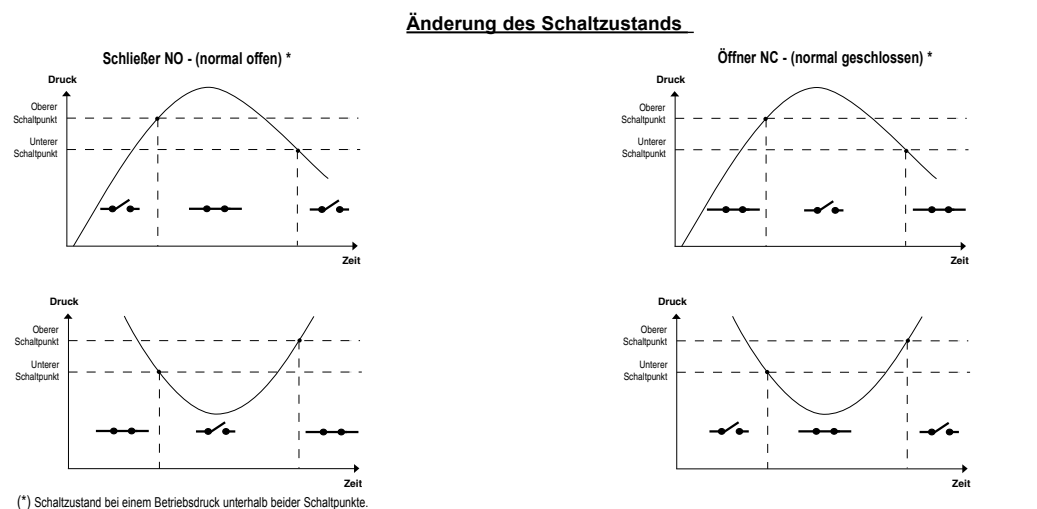 Änderung des Schaltzustands
Schließer NO - (normal offen) *
Druck
Oberer
Schaltpunkt
Unterer
Schaltpunkt
Zeit
Öffner NC - (normal geschlossen) *
Druck
Oberer
Schaltpunkt
Unterer
Schaltpunkt
Zeit
Druck
Oberer
Schaltpunkt
Unterer
Schaltpunkt
Zeit
Druck
Oberer
Schaltpunkt
Unterer
Schaltpunkt
Zeit
(*) Schaltzustand bei einem Betriebsdruck unterhalb beider Schaltpunkte.